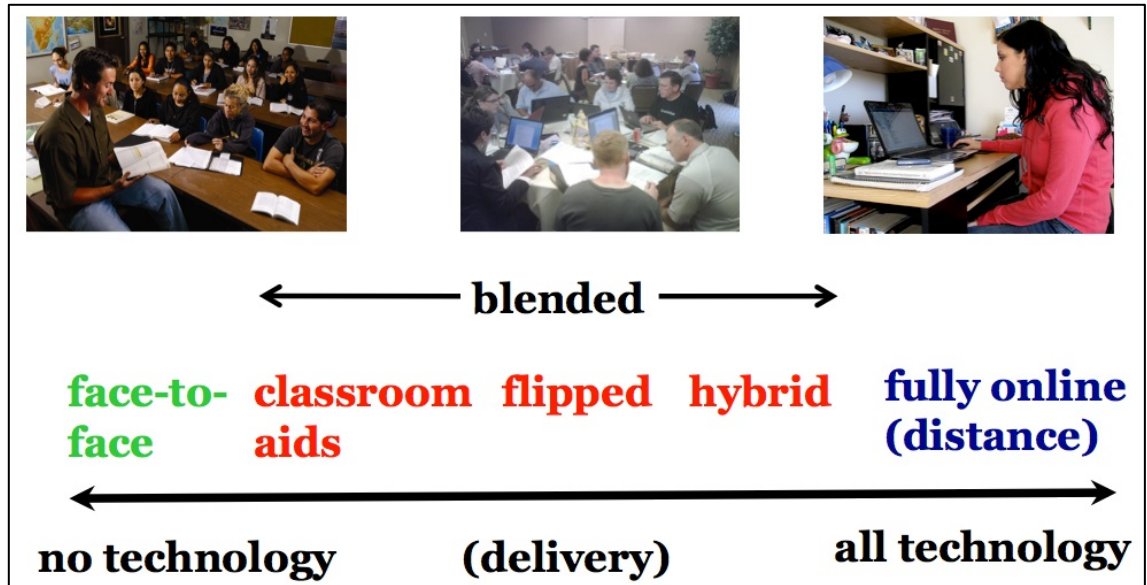 blended
face-to-
face
classroom
aids
flipped
hybrid
fully online
(distance)
no technology
(delivery)
all technology